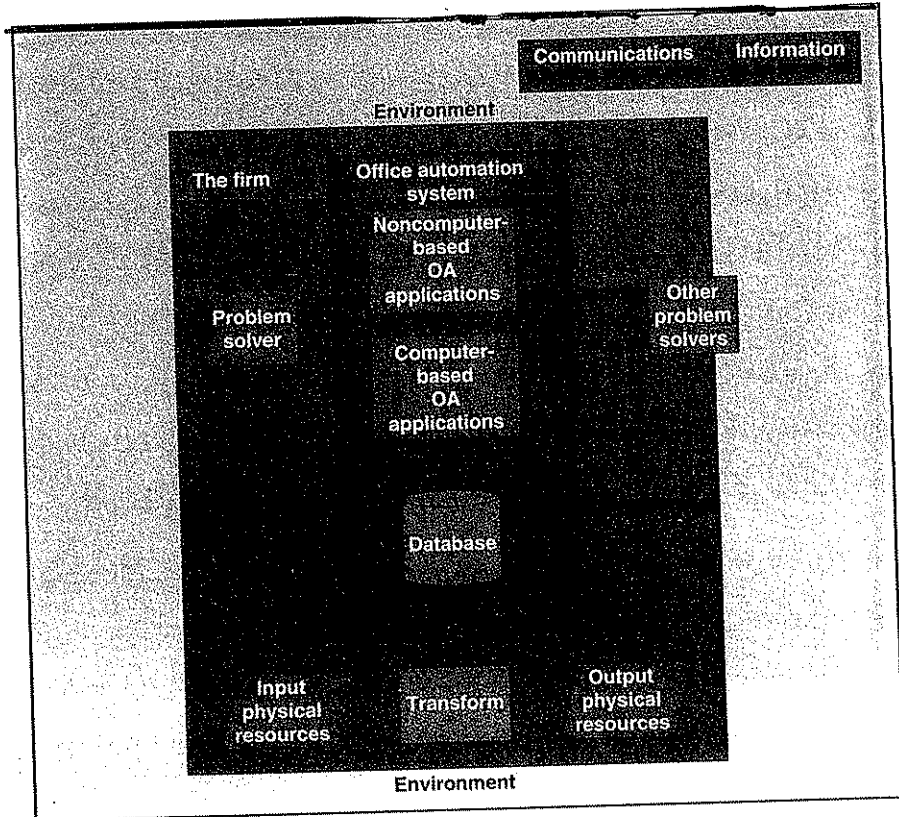 Communications Information
Environment
The firm
Office automation
system
Noncomputer-
based
OA
applications
Problem
solver
Other
problem
solvers
Computer-
based
OA
applications
Database
Input
physical
resources
Transform
Output
physical
resources
Environment